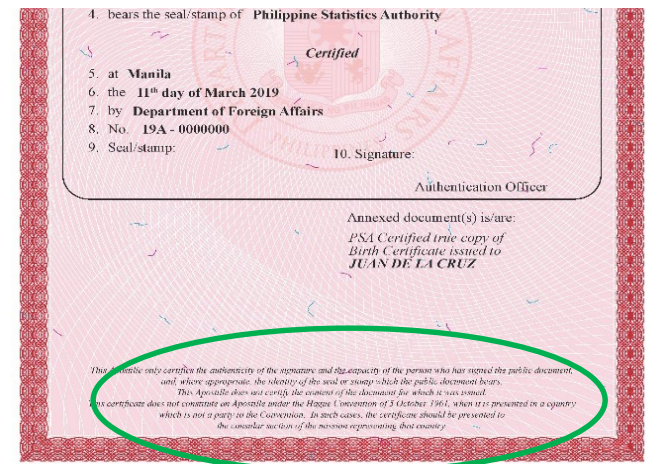 4. bears the seal/stamp of Philippine Statistics Authority
Certified
5. at Manila
6. the 11th day of March 2019
7. by Department of Foreign Affairs
8. No. 19A - 0000000
9. Seal/stamp:
10. Signature:
Authentication Officer
Annexed document(s) is/are:
PSA Certified true copy of
Birth Certificate issued to
JUAN DE LA CRUZ
This Apostille only certifies the authenticity of the signature and the capacity of the person who has signed the public document,
and, where appropriate, the identity of the seal or stamp which the public document bears.
This Apostille does not certify the content of the document for which it was issued.
This certificate does not constitute an Apostille under the Hague Convention of 5 October 1961, when it is presented in a country
which is not a party to the Convention. In such cases, the certificate should be presented to
the consular section of the mission representing that country